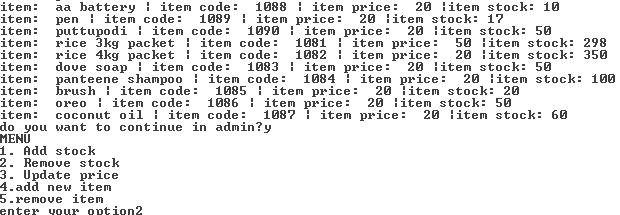 item:  aa battery ¦ item code:  1088 ¦ item price:  20 ¦item stock: 10
item:  pen ¦ item code:  1089 ¦ item price:  20 ¦item stock: 17
item:  puttupodi ¦ item code:  1090 ¦ item price:  20 ¦item stock: 50
item:  rice 3kg packet ¦ item code:  1081 ¦  item price:  50 ¦item stock: 298
item:  rice 4kg packet ¦ item code:  1082 ¦ item price:  20 ¦item stock: 350
item:  dove soap ¦ item code:  1083 ¦item price:  20 ¦item stock: 50
item:  panteene shampoo ¦ item code:  1084 ¦ item price:  20 ¦item stock: 100
item:  brush ¦ item code:  1085 ¦ item price:  20 ¦item stock: 20
item:  oreo ¦ item code:  1086 ¦ item price:  20 ¦item stock: 50
item:  coconut oil ¦ item code:  1087 ¦ item price:  20 ¦item stock: 60
do you want to continue in admin?y
MENU
1. Add stock
2. Remove stock
3. Update price
4.add new item
5.remove item
enter your option2